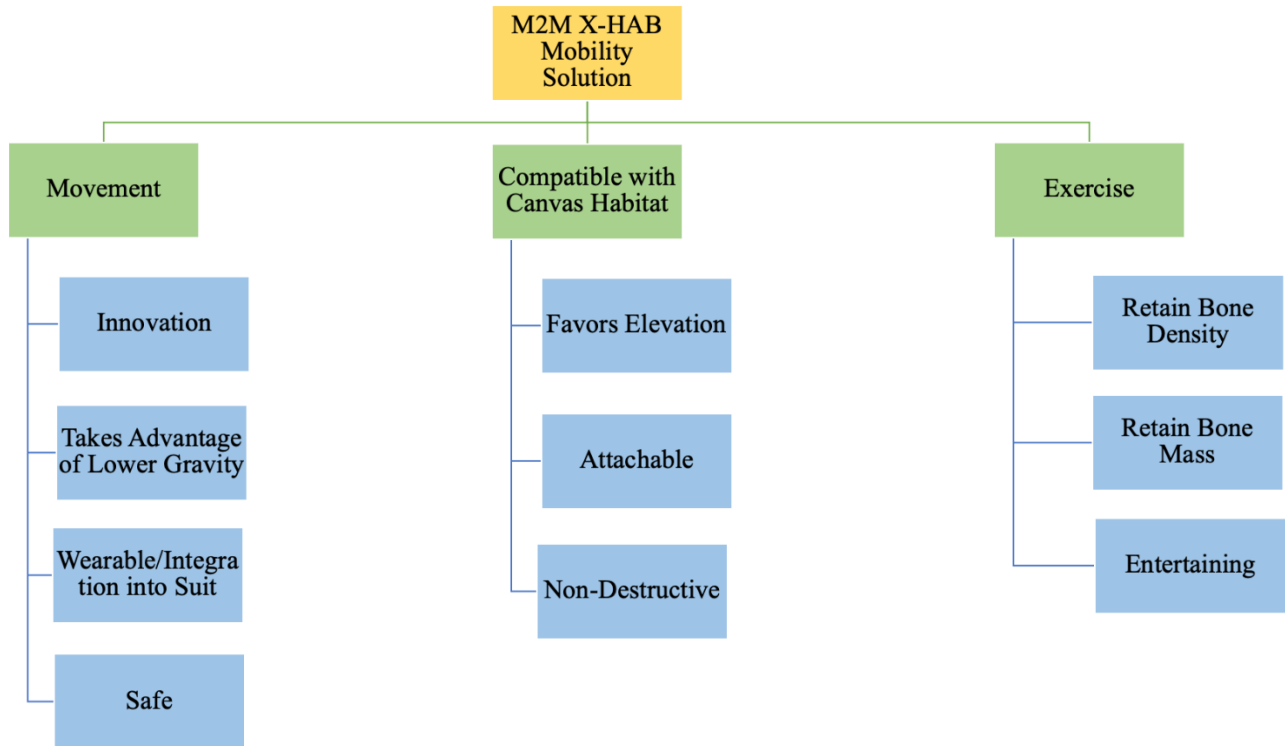 M2M X-HAB
Mobility
Solution
Movement
Compatible with
Canvas Habitat
Exercise
Innovation
Takes Advantage
of Lower Gravity
Wearable/Integra
tion into Suit
Safe
Favors Elevation
Attachable
Non-Destructive
Retain Bone
Density
Retain Bone
Mass
Entertaining